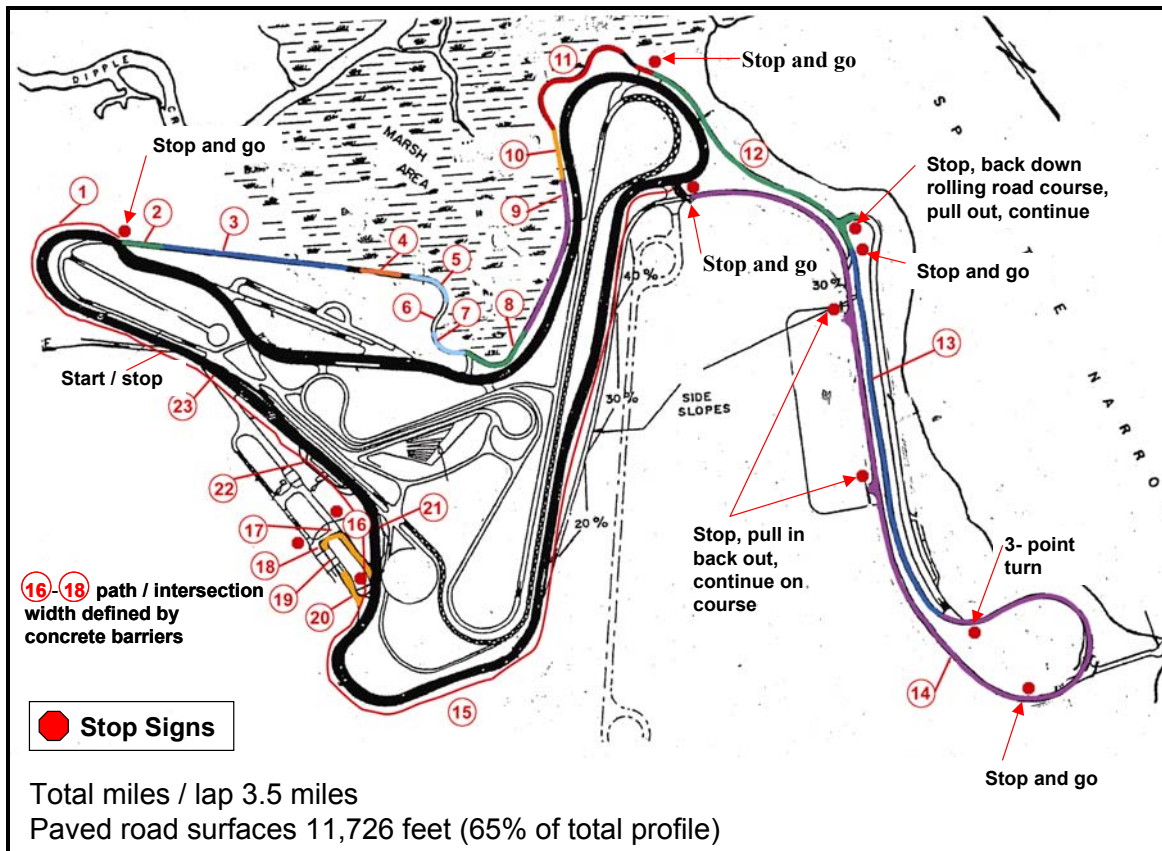 DIPPLE
CR
MARSH
AREA
11
Stop and go
SPTE NARRO
Stop and go
1
2
3
10
9
12
Stop, back down
rolling road course,
pull out, continue
4
5
6
7
8
40 %
Stop and go
Stop and go
30%
13
Start / stop
23
SIDE
SLOPES
30 %
22
21
17
16
18
19
20
20 %
Stop, pull in
back out,
continue on
course
3- point
turn
16 - 18 path / intersection
width defined by
concrete barriers
14
15
Stop Signs
Stop and go
Total miles / lap 3.5 miles
Paved road surfaces 11,726 feet (65% of total profile)